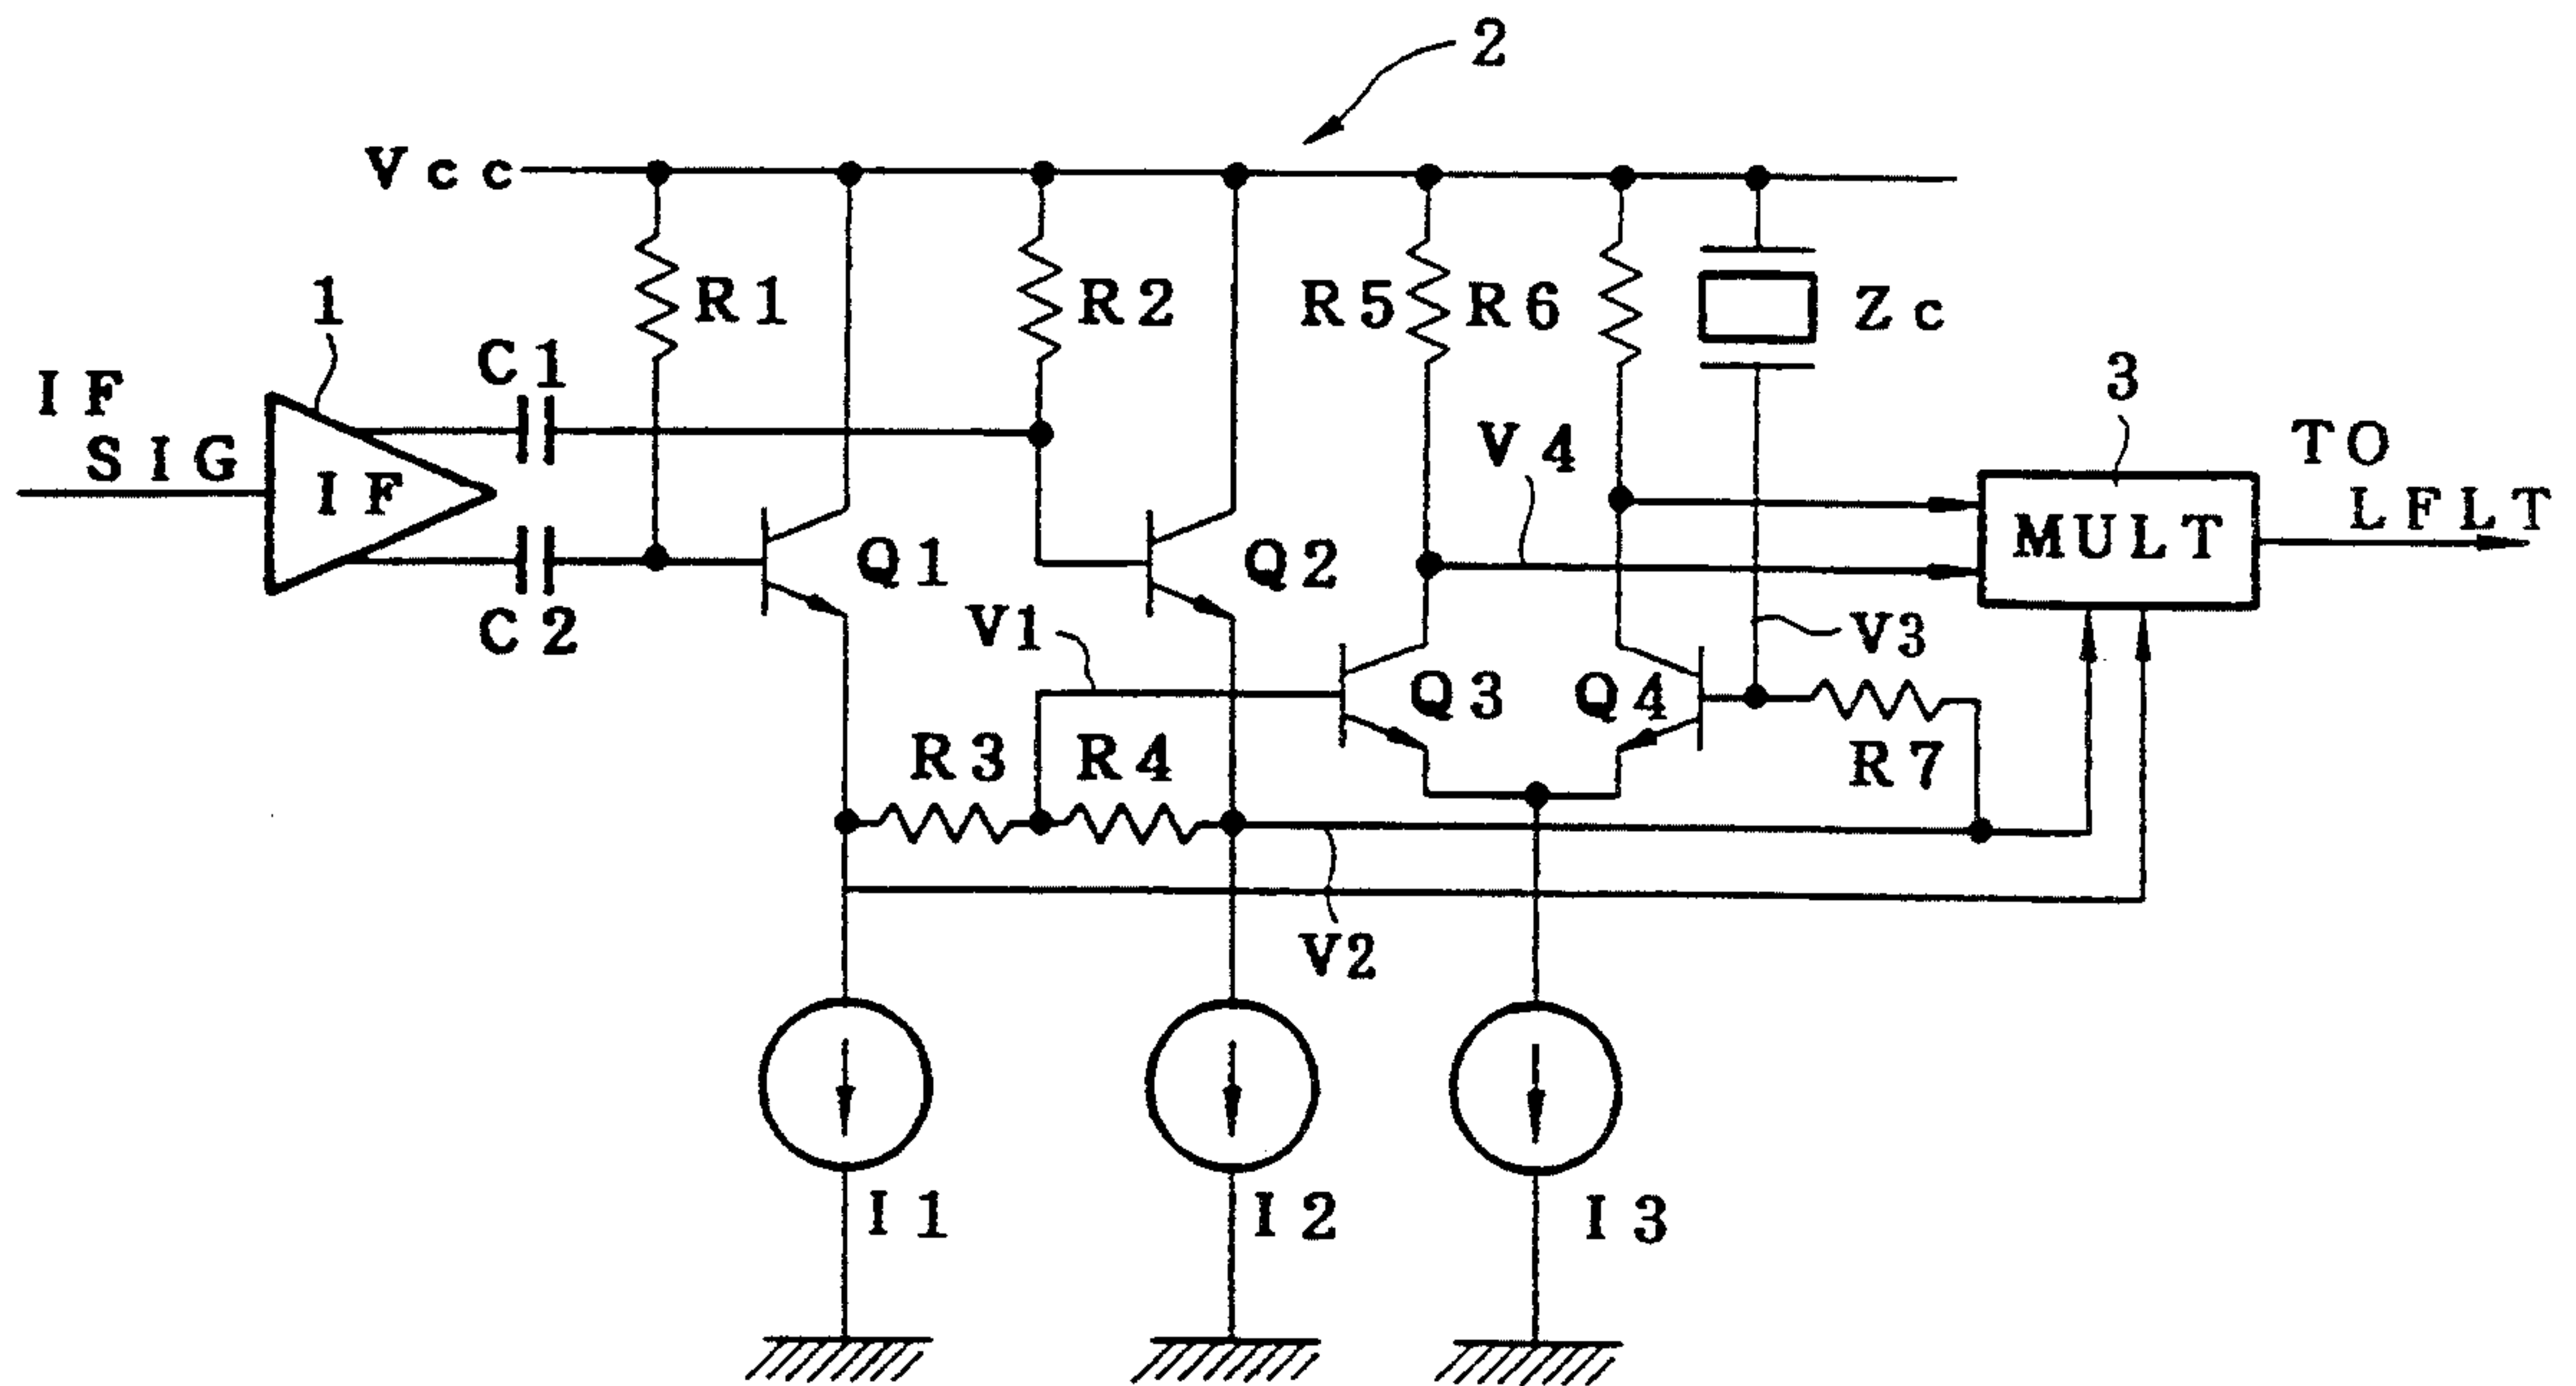 2
Vcc
R1
R2
R5
R6
Zc
1
C1
IF
SIG
IF
C2
Q1
Q2
V4
3
MULT
TO
LFLT
V1
V3
Q3
Q4
R3
R4
R7
V2
I1
I2
I3